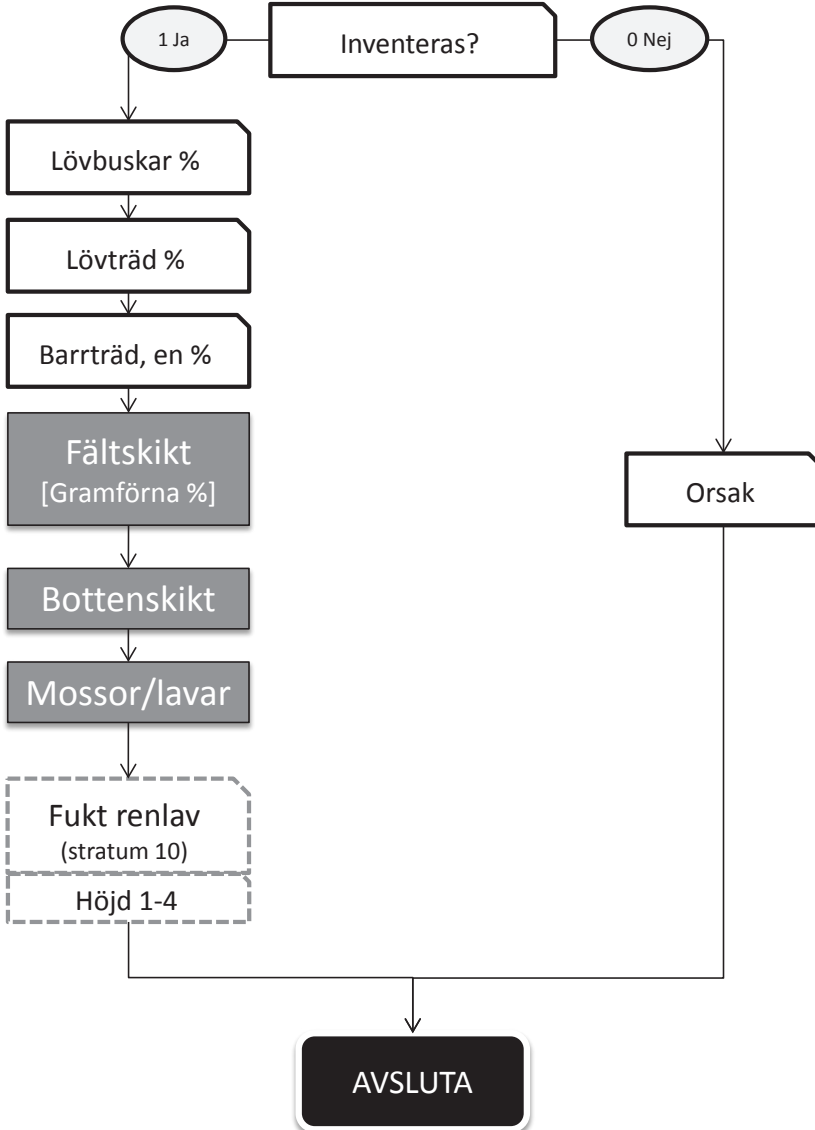 1 Ja
Inventeras?
0 Nej
Lövbuskar %
Lövträd %
Barrträd, en %
Fältskikt
[Gramförna %]
Bottenskikt
Mossor/lavar
Fukt renlav
(stratum 10)
Höjd 1-4
Orsak
AVSLUTA